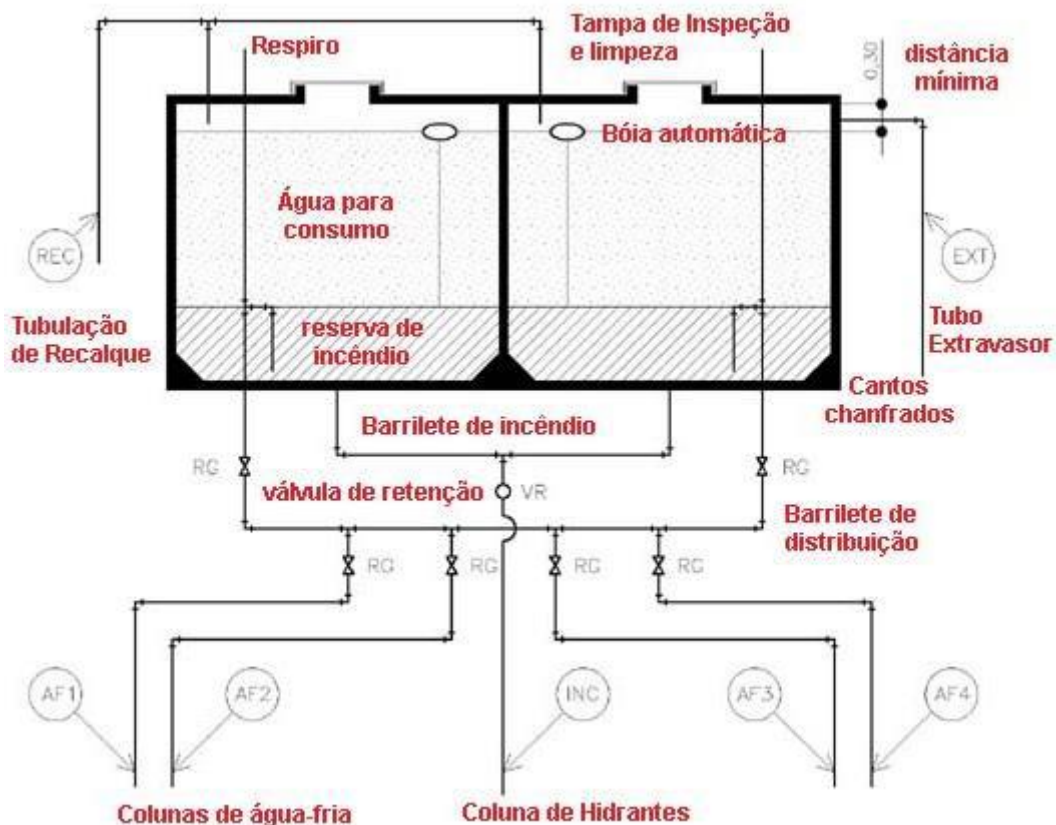 Respiro
Tampa de Inspeção
e limpeza
0,30
distância
mínima
Bóia automática
Água para
consumo
REC
EXT
Tubulação
de Recalque
reserva de
incêndio
Tubo
Extravasor
Cantos
chanfrados
Barrilete de incêndio
RG
RG
válvula de retenção
VR
Barrilete de
distribuição
RG
RG
RG
RG
AF1
AF2
INC
AF3
AF4
Colunas de água-fria
Coluna de Hidrantes